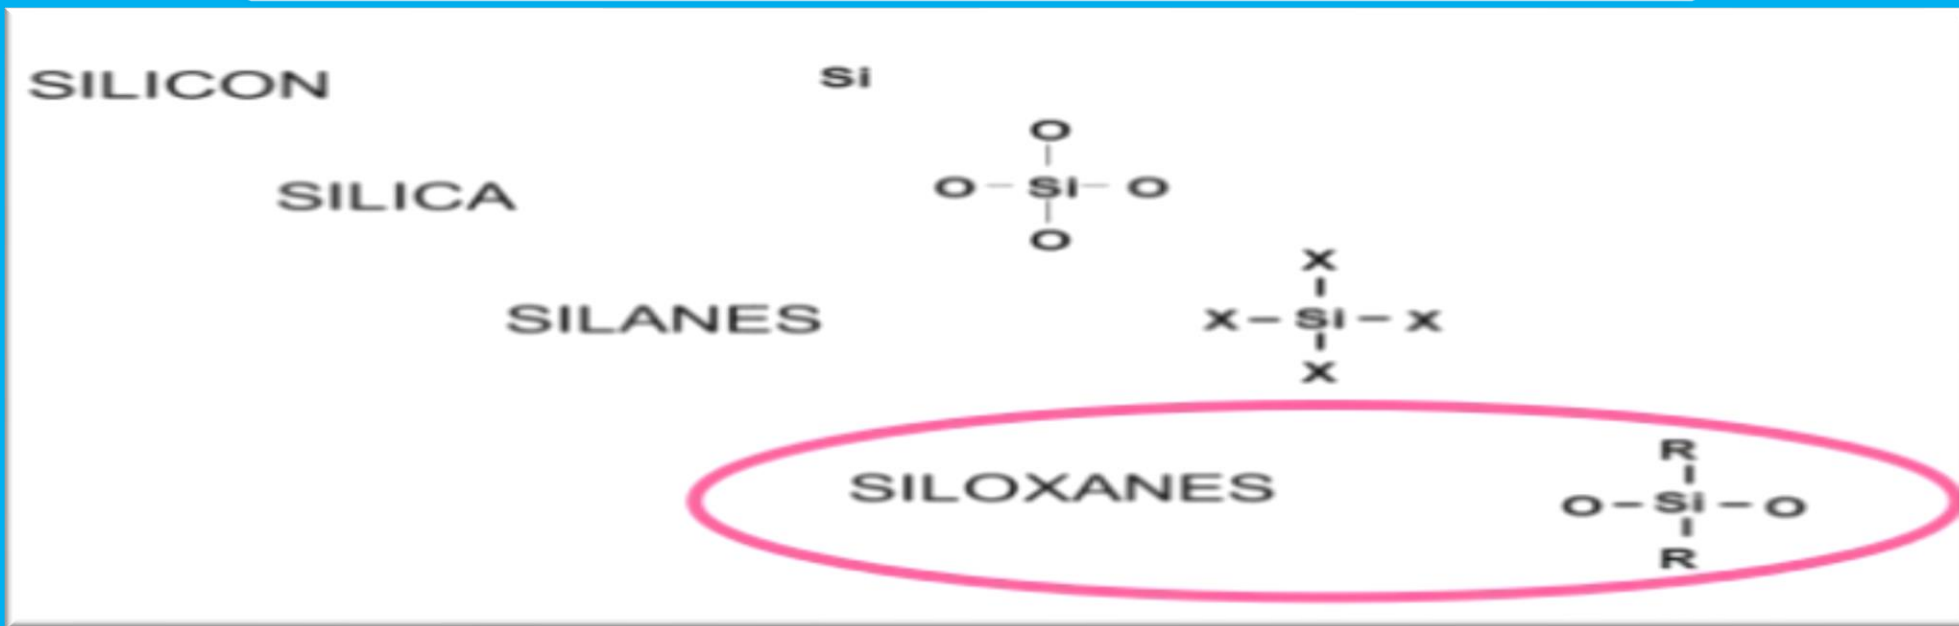 SILICON Si
O
SILICA O – Si – O
O
X
SILANES X – Si – X
X
R
SILOXANES O – Si – O
R